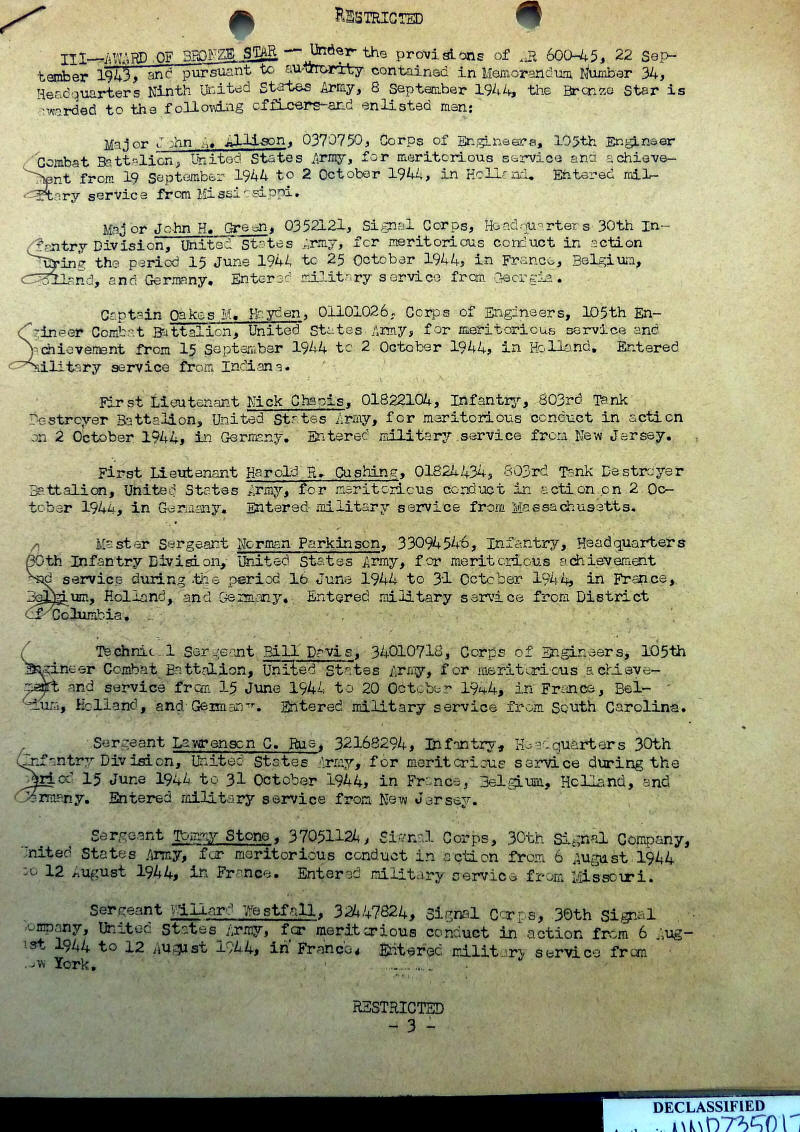 RESTRICTED
III—AWARD OF BRONZE STAR — Under the provisions of AR 600-45, 22 Sep-
tember 1943, and pursuant to authority contained in Memorandum Number 34,
Headquarters Ninth United States Army, 8 September 1944, the Bronze Star is
awarded to the following officers and enlisted men:
Major John A. Allison, 0370750, Corps of Engineers, 105th Engineer
Combat Battalion, United States Army, for meritorious service and achieve-
ment from 19 September 1944 to 2 October 1944, in Holland. Entered mil-
itary service from Mississippi.
Major John H. Green, 0352121, Signal Corps, Headquarters 30th In-
fantry Division, United States Army, for meritorious conduct in action
during the period 15 June 1944 to 25 October 1944, in France, Belgium,
Holland, and Germany. Entered military service from Georgia.
Captain Oakes M. Hayden, 01101026, Corps of Engineers, 105th En-
gineer Combat Battalion, United States Army, for meritorious service and
achievement from 15 September 1944 to 2 October 1944, in Holland. Entered
military service from Indiana.
First Lieutenant Nick Chapis, 01822104, Infantry, 803rd Tank
Destroyer Battalion, United States Army, for meritorious conduct in action
on 2 October 1944, in Germany. Entered military service from New Jersey.
First Lieutenant Harold R. Cushing, 01824434, 803rd Tank Destroyer
Battalion, United States Army, for meritorious conduct in action on 2 Oc-
tober 1944, in Germany. Entered military service from Massachusetts.
Master Sergeant Norman Parkinson, 33094546, Infantry, Headquarters
30th Infantry Division, United States Army, for meritorious achievement
and service during the period 16 June 1944 to 31 October 1944, in France,
Belgium, Holland, and Germany. Entered military service from District
of Columbia.
Technical Sergeant Bill Davis, 34010718, Corps of Engineers, 105th
Engineer Combat Battalion, United States Army, for meritorious achieve-
ment and service from 15 June 1944 to 20 October 1944, in France, Bel-
gium, Holland, and Germany. Entered military service from South Carolina.
Sergeant Lawrenson C. Rue, 32168294, Infantry, Headquarters 30th
Infantry Division, United States Army, for meritorious service during the
period 15 June 1944 to 31 October 1944, in France, Belgium, Holland, and
Germany. Entered military service from New Jersey.
Sergeant Tommy Stone, 37051124, Signal Corps, 30th Signal Company,
United States Army, for meritorious conduct in action from 6 August 1944
to 12 August 1944, in France. Entered military service from Missouri.
Sergeant Willard Westfall, 32447824, Signal Corps, 30th Signal
Company, United States Army, for meritorious conduct in action from 6 Aug-
ust 1944 to 12 August 1944, in France. Entered military service from
New York.
RESTRICTED
- 3 -
DECLASSIFIED
NND735017